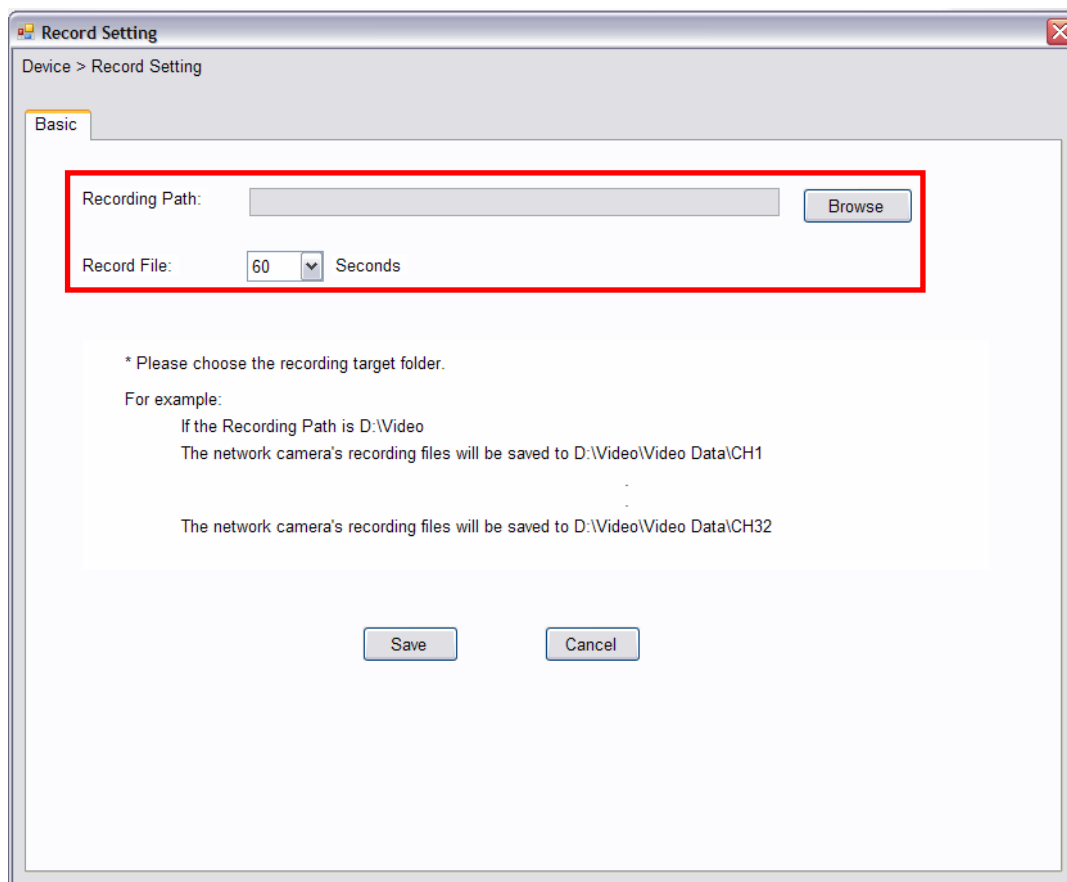 Record Setting
Device > Record Setting
Basic
Recording Path:
Browse
Record File:
60
Seconds
* Please choose the recording target folder.
For example:
If the Recording Path is D:\Video
The network camera's recording files will be saved to D:\Video\Video Data\CH1
.
.
The network camera's recording files will be saved to D:\Video\Video Data\CH32
Save
Cancel